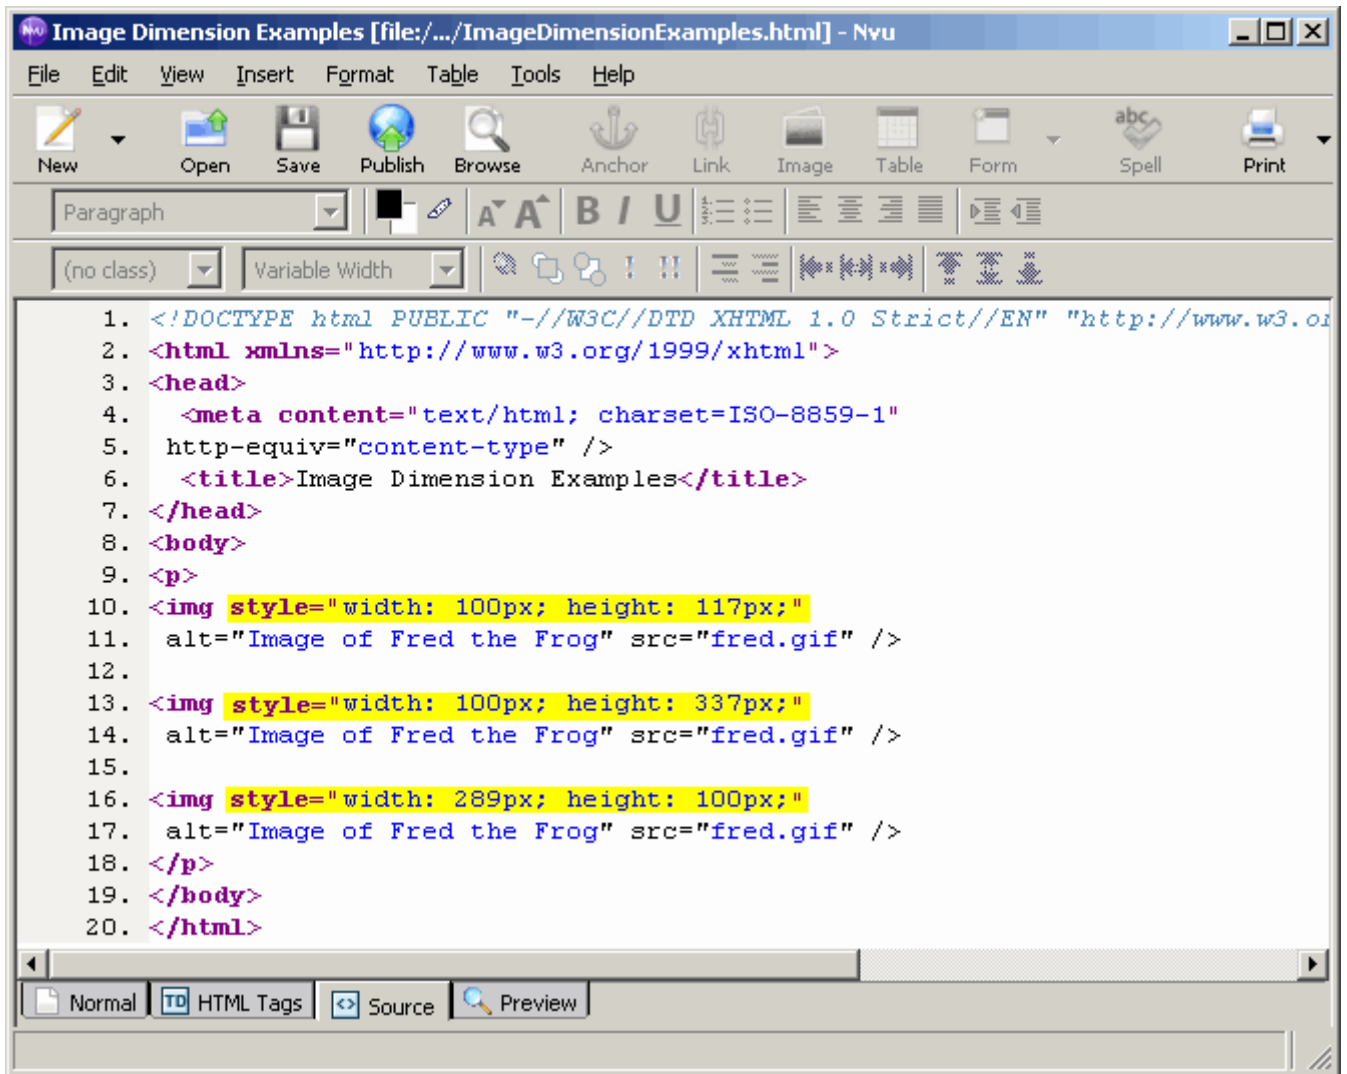 Image Dimension Examples [file:/.../ImageDimensionExamples.html] - Nvu
File Edit View Insert Format Table Tools Help
abc
New Open Save Publish Browse Anchor Link Image Table Form Spell Print
Paragraph A A B I U
(no class) Variable Width ! !!
1. <!DOCTYPE html PUBLIC "-//W3C//DTD XHTML 1.0 Strict//EN" "http://www.w3.or
2. <html xmlns="http://www.w3.org/1999/xhtml">
3. <head>
4. <meta content="text/html; charset=ISO-8859-1"
5. http-equiv="content-type" />
6. <title>Image Dimension Examples</title>
7. </head>
8. <body>
9. <p>
10. <img style="width: 100px; height: 117px;"
11. alt="Image of Fred the Frog" src="fred.gif" />
12.
13. <img style="width: 100px; height: 337px;"
14. alt="Image of Fred the Frog" src="fred.gif" />
15.
16. <img style="width: 289px; height: 100px;"
17. alt="Image of Fred the Frog" src="fred.gif" />
18. </p>
19. </body>
20. </html>
Normal TD HTML Tags <> Source Preview